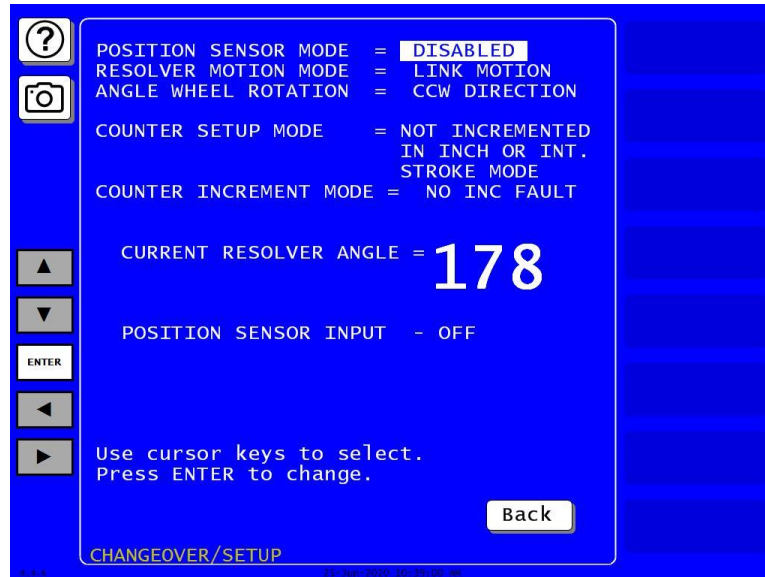 ?
POSITION SENSOR MODE = DISABLED
RESOLVER MOTION MODE = LINK MOTION
ANGLE WHEEL ROTATION = CCW DIRECTION
COUNTER SETUP MODE = NOT INCREMENTED
IN INCH OR INT.
STROKE MODE
COUNTER INCREMENT MODE = NO INC FAULT
CURRENT RESOLVER ANGLE = 178
POSITION SENSOR INPUT - OFF
ENTER
Use cursor keys to select.
Press ENTER to change.
Back
CHANGEOVER/SETUP